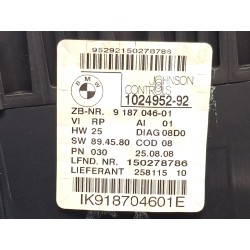 95292150278786
BMW
JOHNSON
CONTROLS
1024952-92
ZB-NR. 9 187 046-01
VI RP AI 01
HW 25 DIAG 08D0
SW 89.45.80 COD 08
PN 030 25.08.08
LFND. NR. 150278786
LIEFERANT 258115 10
IK918704601E